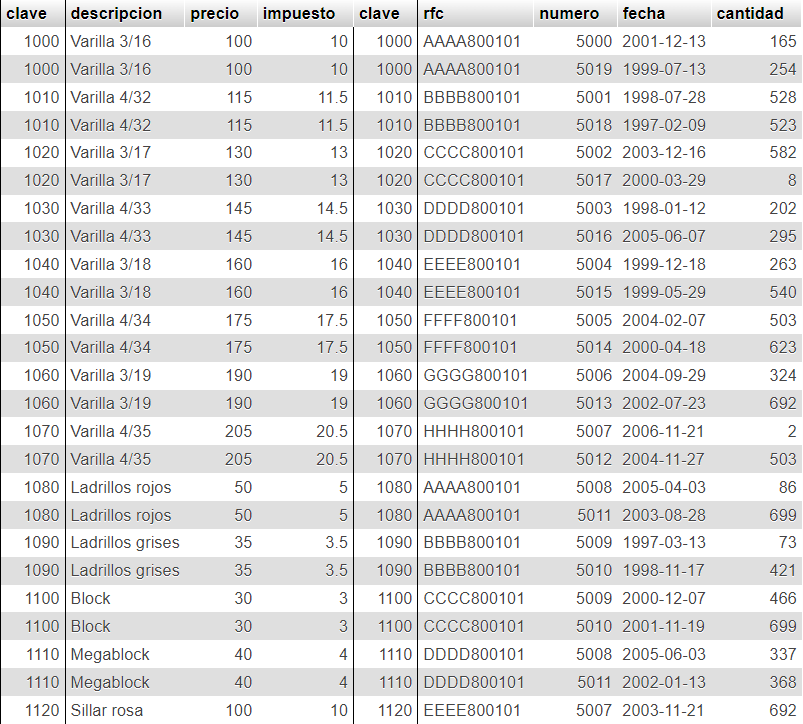 clave descripcion precio impuesto clave rfc numero fecha cantidad
1000 Varilla 3/16 100 10 1000 AAAA800101 5000 2001-12-13 165
1000 Varilla 3/16 100 10 1000 AAAA800101 5019 1999-07-13 254
1010 Varilla 4/32 115 11.5 1010 BBBB800101 5001 1998-07-28 528
1010 Varilla 4/32 115 11.5 1010 BBBB800101 5018 1997-02-09 523
1020 Varilla 3/17 130 13 1020 CCCC800101 5002 2003-12-16 582
1020 Varilla 3/17 130 13 1020 CCCC800101 5017 2000-03-29 8
1030 Varilla 4/33 145 14.5 1030 DDDD800101 5003 1998-01-12 202
1030 Varilla 4/33 145 14.5 1030 DDDD800101 5016 2005-06-07 295
1040 Varilla 3/18 160 16 1040 EEEE800101 5004 1999-12-18 263
1040 Varilla 3/18 160 16 1040 EEEE800101 5015 1999-05-29 540
1050 Varilla 4/34 175 17.5 1050 FFFF800101 5005 2004-02-07 503
1050 Varilla 4/34 175 17.5 1050 FFFF800101 5014 2000-04-18 623
1060 Varilla 3/19 190 19 1060 GGGG800101 5006 2004-09-29 324
1060 Varilla 3/19 190 19 1060 GGGG800101 5013 2002-07-23 692
1070 Varilla 4/35 205 20.5 1070 HHHH800101 5007 2006-11-21 2
1070 Varilla 4/35 205 20.5 1070 HHHH800101 5012 2004-11-27 503
1080 Ladrillos rojos 50 5 1080 AAAA800101 5008 2005-04-03 86
1080 Ladrillos rojos 50 5 1080 AAAA800101 5011 2003-08-28 699
1090 Ladrillos grises 35 3.5 1090 BBBB800101 5009 1997-03-13 73
1090 Ladrillos grises 35 3.5 1090 BBBB800101 5010 1998-11-17 421
1100 Block 30 3 1100 CCCC800101 5009 2000-12-07 466
1100 Block 30 3 1100 CCCC800101 5010 2001-11-19 699
1110 Megablock 40 4 1110 DDDD800101 5008 2005-06-03 337
1110 Megablock 40 4 1110 DDDD800101 5011 2002-01-13 368
1120 Sillar rosa 100 10 1120 EEEE800101 5007 2003-11-21 692